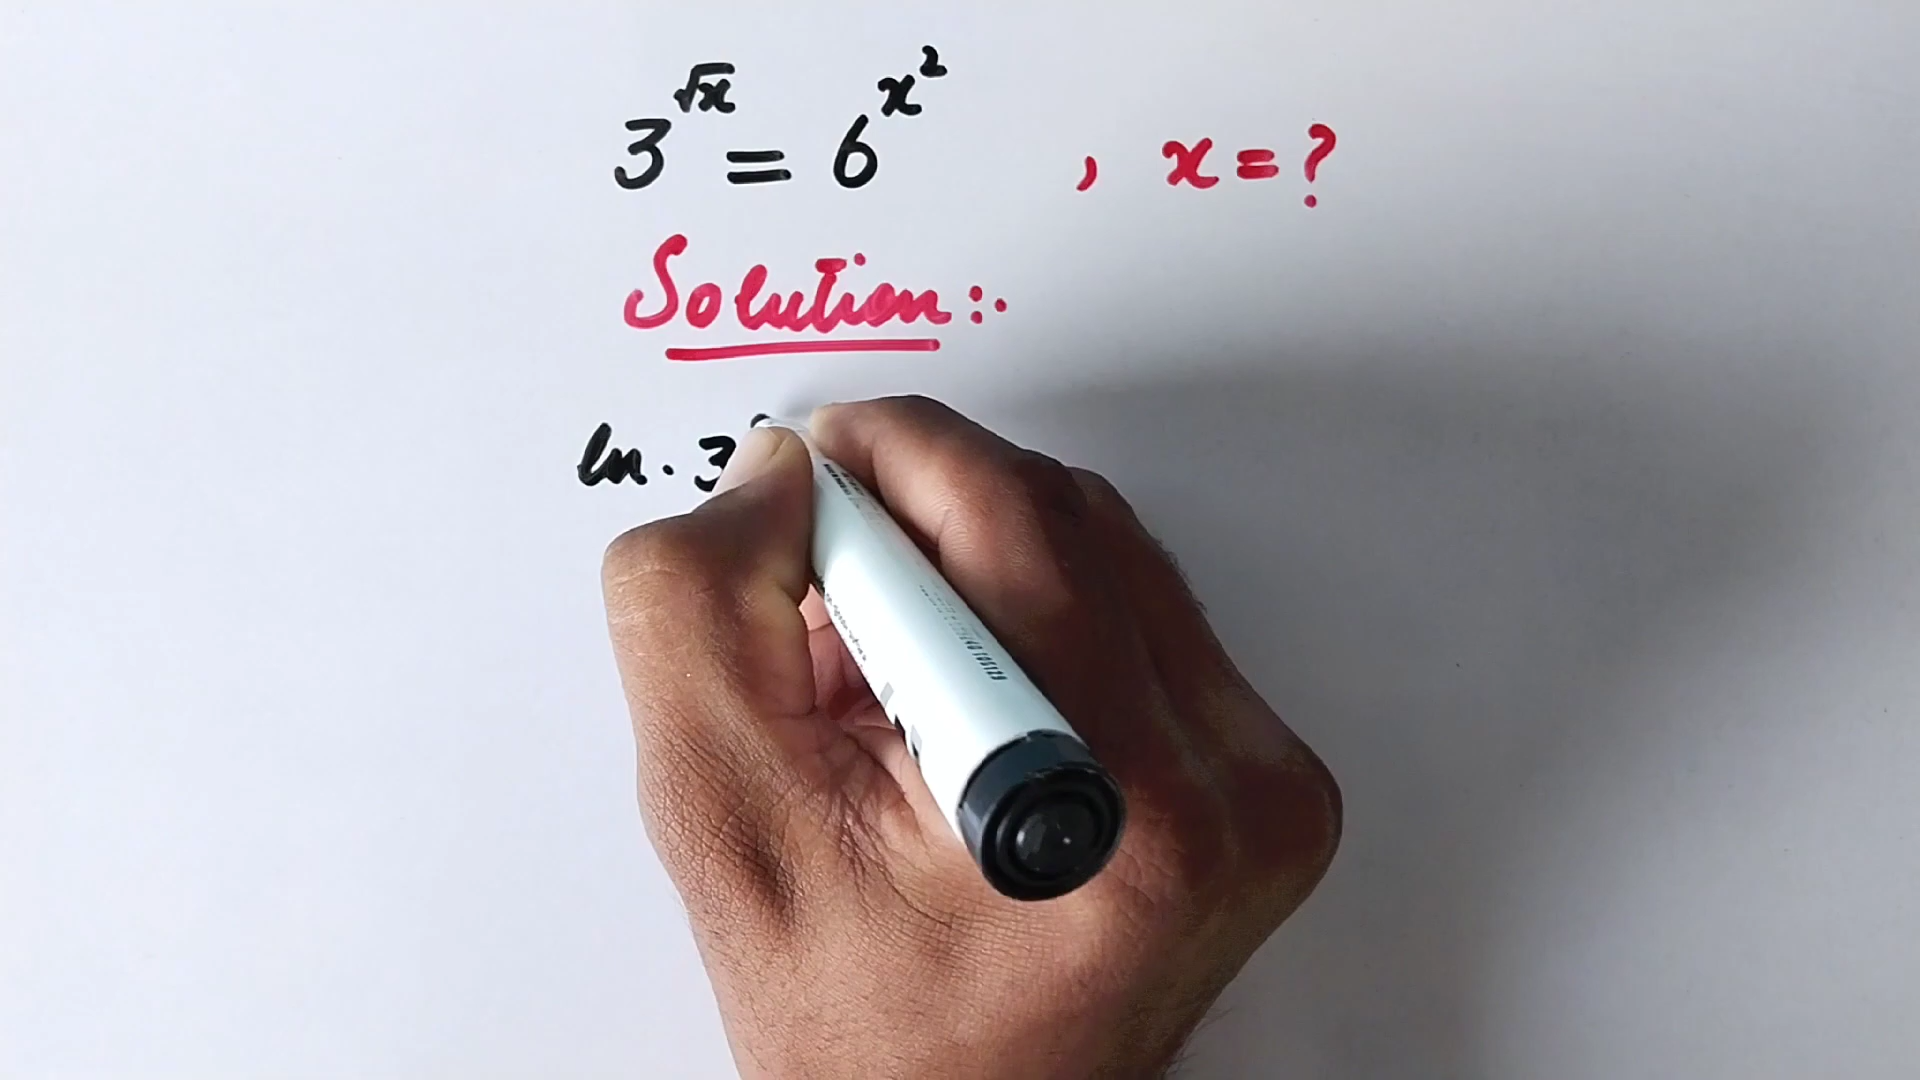 3^√x = 6^x² , x = ?
Solution :-
ln . 3